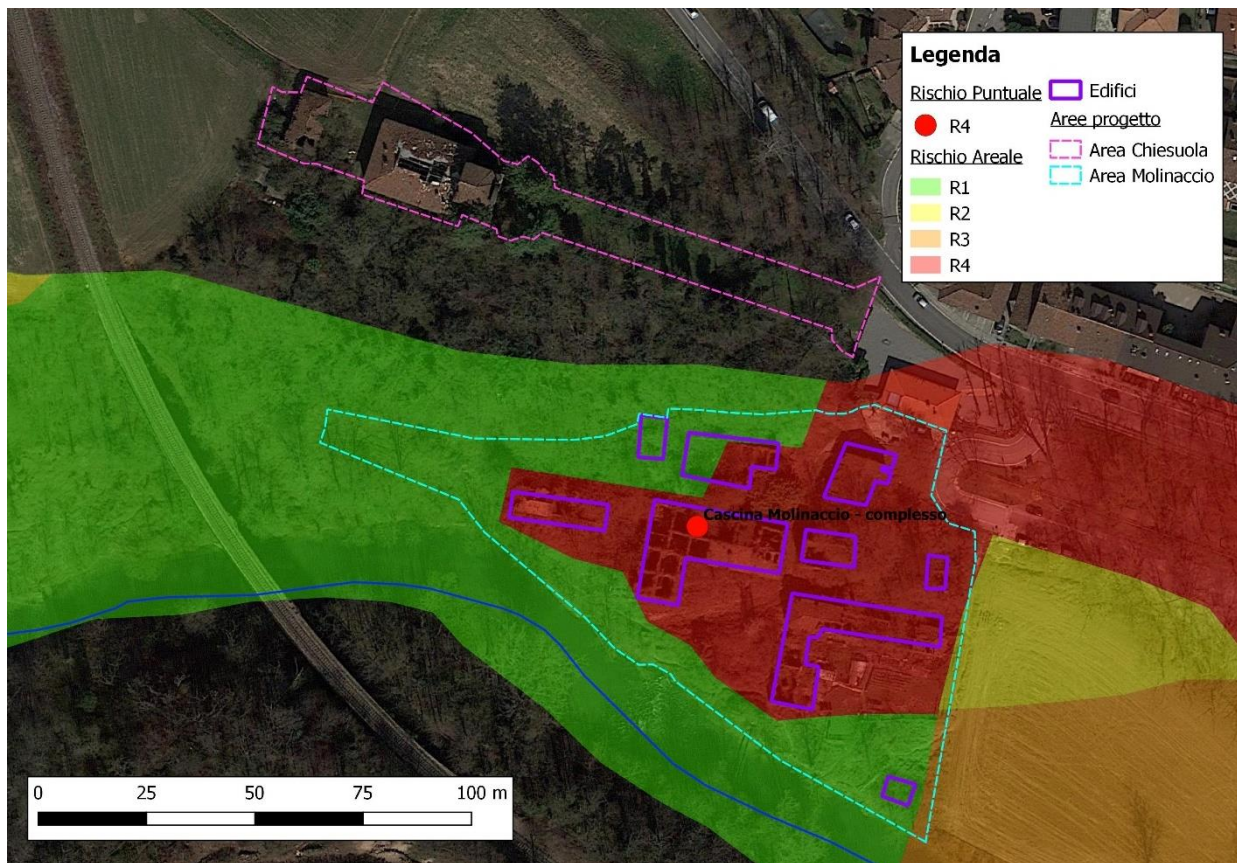 Legenda
Rischio Puntuale
R4
Rischio Areale
R1
R2
R3
R4
Edifici
Aree progetto
Area Chiesuola
Area Molinaccio
Cascina Molinaccio - complesso
0 25 50 75 100 m